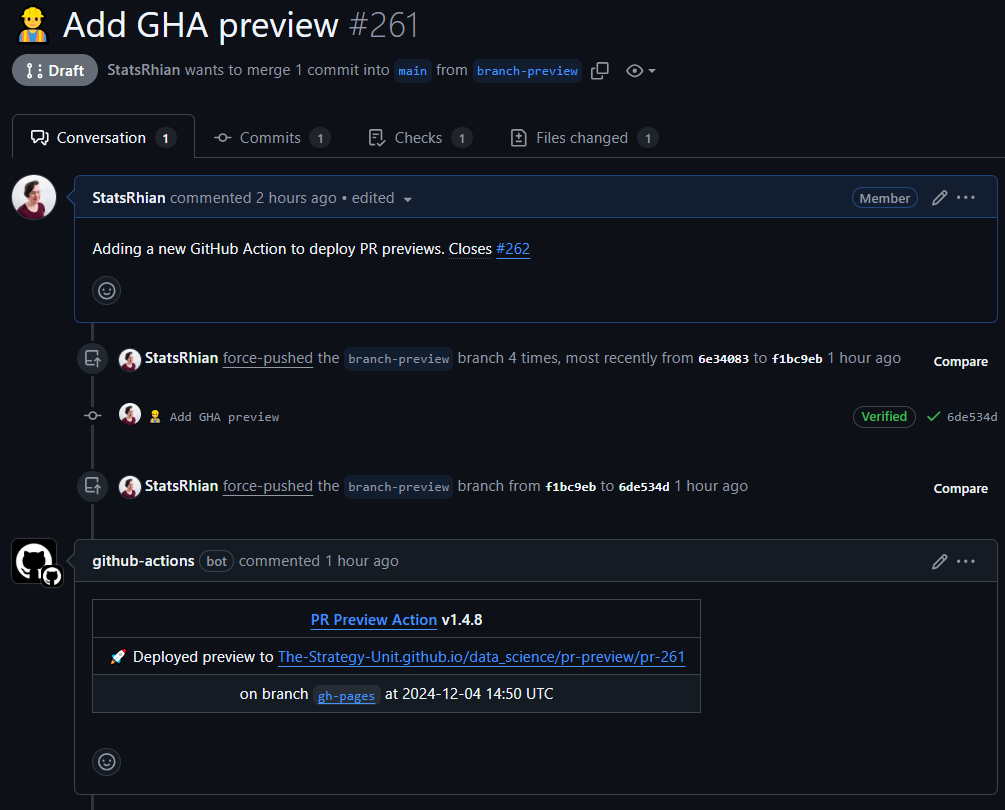 Add GHA preview #261
Draft StatsRhian wants to merge 1 commit into main from branch-preview
Conversation 1 Commits 1 Checks 1 Files changed 1
StatsRhian commented 2 hours ago • edited Member
Adding a new GitHub Action to deploy PR previews. Closes #262
StatsRhian force-pushed the branch-preview branch 4 times, most recently from 6e34083 to f1bc9eb 1 hour ago Compare
Add GHA preview Verified 6de534d
StatsRhian force-pushed the branch-preview branch from f1bc9eb to 6de534d 1 hour ago Compare
github-actions bot commented 1 hour ago
PR Preview Action v1.4.8
🚀 Deployed preview to The-Strategy-Unit.github.io/data_science/pr-preview/pr-261
on branch gh-pages at 2024-12-04 14:50 UTC